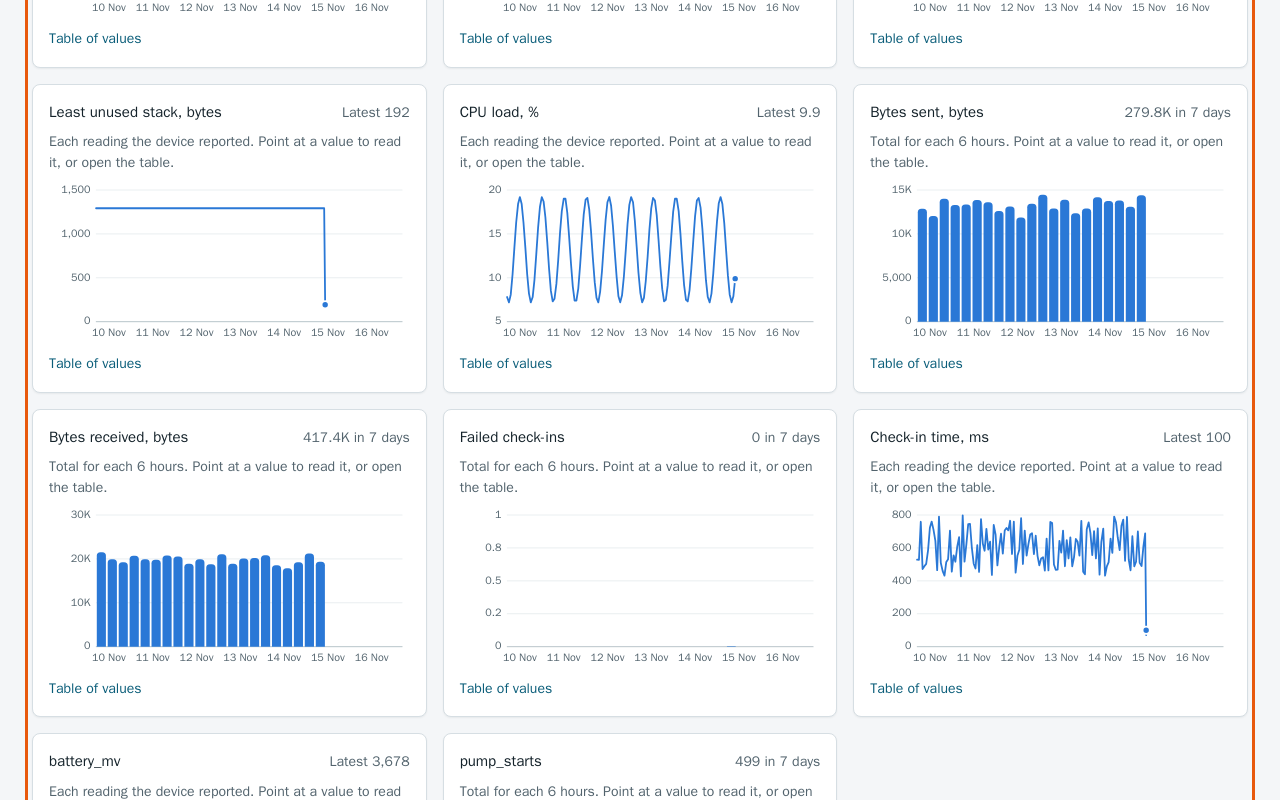 10 Nov 11 Nov 12 Nov 13 Nov 14 Nov 15 Nov 16 Nov
10 Nov 11 Nov 12 Nov 13 Nov 14 Nov 15 Nov 16 Nov
10 Nov 11 Nov 12 Nov 13 Nov 14 Nov 15 Nov 16 Nov
Table of values
Table of values
Table of values
Least unused stack, bytes Latest 192
Each reading the device reported. Point at a value to read
it, or open the table.
1,500
1,000
500
0
10 Nov 11 Nov 12 Nov 13 Nov 14 Nov 15 Nov 16 Nov
Table of values
CPU load, % Latest 9.9
Each reading the device reported. Point at a value to read
it, or open the table.
20
15
10
5
10 Nov 11 Nov 12 Nov 13 Nov 14 Nov 15 Nov 16 Nov
Table of values
Bytes sent, bytes 279.8K in 7 days
Total for each 6 hours. Point at a value to read it, or open
the table.
15K
10K
5,000
0
10 Nov 11 Nov 12 Nov 13 Nov 14 Nov 15 Nov 16 Nov
Table of values
Bytes received, bytes 417.4K in 7 days
Total for each 6 hours. Point at a value to read it, or open
the table.
30K
20K
10K
0
10 Nov 11 Nov 12 Nov 13 Nov 14 Nov 15 Nov 16 Nov
Table of values
Failed check-ins 0 in 7 days
Total for each 6 hours. Point at a value to read it, or open
the table.
1
0.8
0.5
0.2
0
10 Nov 11 Nov 12 Nov 13 Nov 14 Nov 15 Nov 16 Nov
Table of values
Check-in time, ms Latest 100
Each reading the device reported. Point at a value to read
it, or open the table.
800
600
400
200
0
10 Nov 11 Nov 12 Nov 13 Nov 14 Nov 15 Nov 16 Nov
Table of values
battery_mv Latest 3,678
Each reading the device reported. Point at a value to read
pump_starts 499 in 7 days
Total for each 6 hours. Point at a value to read it, or open